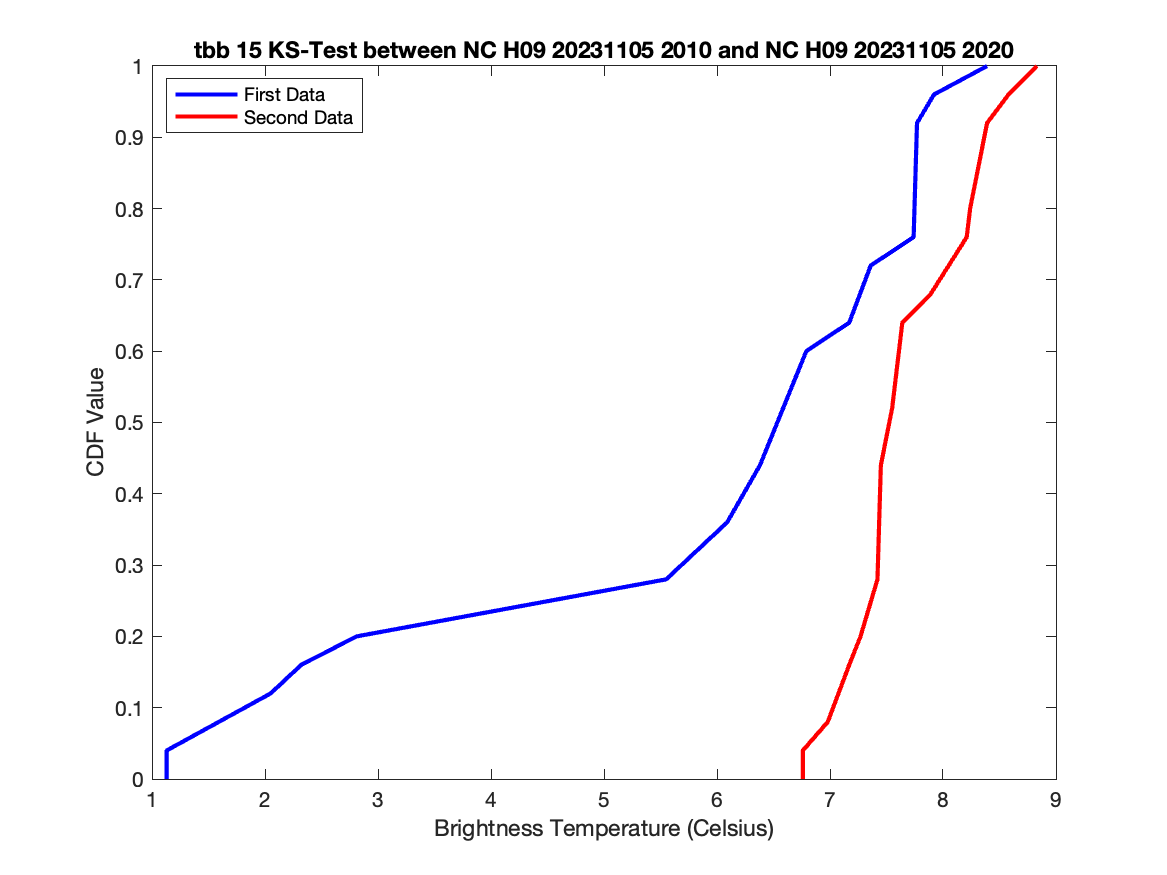 tbb 15 KS-Test between NC H09 20231105 2010 and NC H09 20231105 2020
First Data
Second Data
CDF Value
1
0.9
0.8
0.7
0.6
0.5
0.4
0.3
0.2
0.1
0
1 2 3 4 5 6 7 8 9
Brightness Temperature (Celsius)